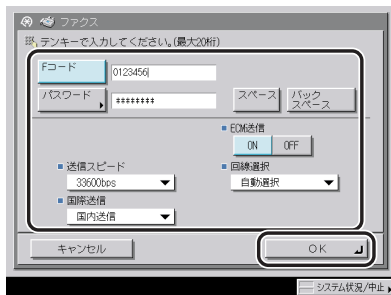 ファクス
テンキーで入力してください。(最大20桁)
Fコード
0123456
パスワード
********
スペース
バックスペース
ECM送信
ON OFF
送信スピード
33600bps
回線選択
自動選択
国際送信
国内送信
キャンセル
OK
システム状況/中止